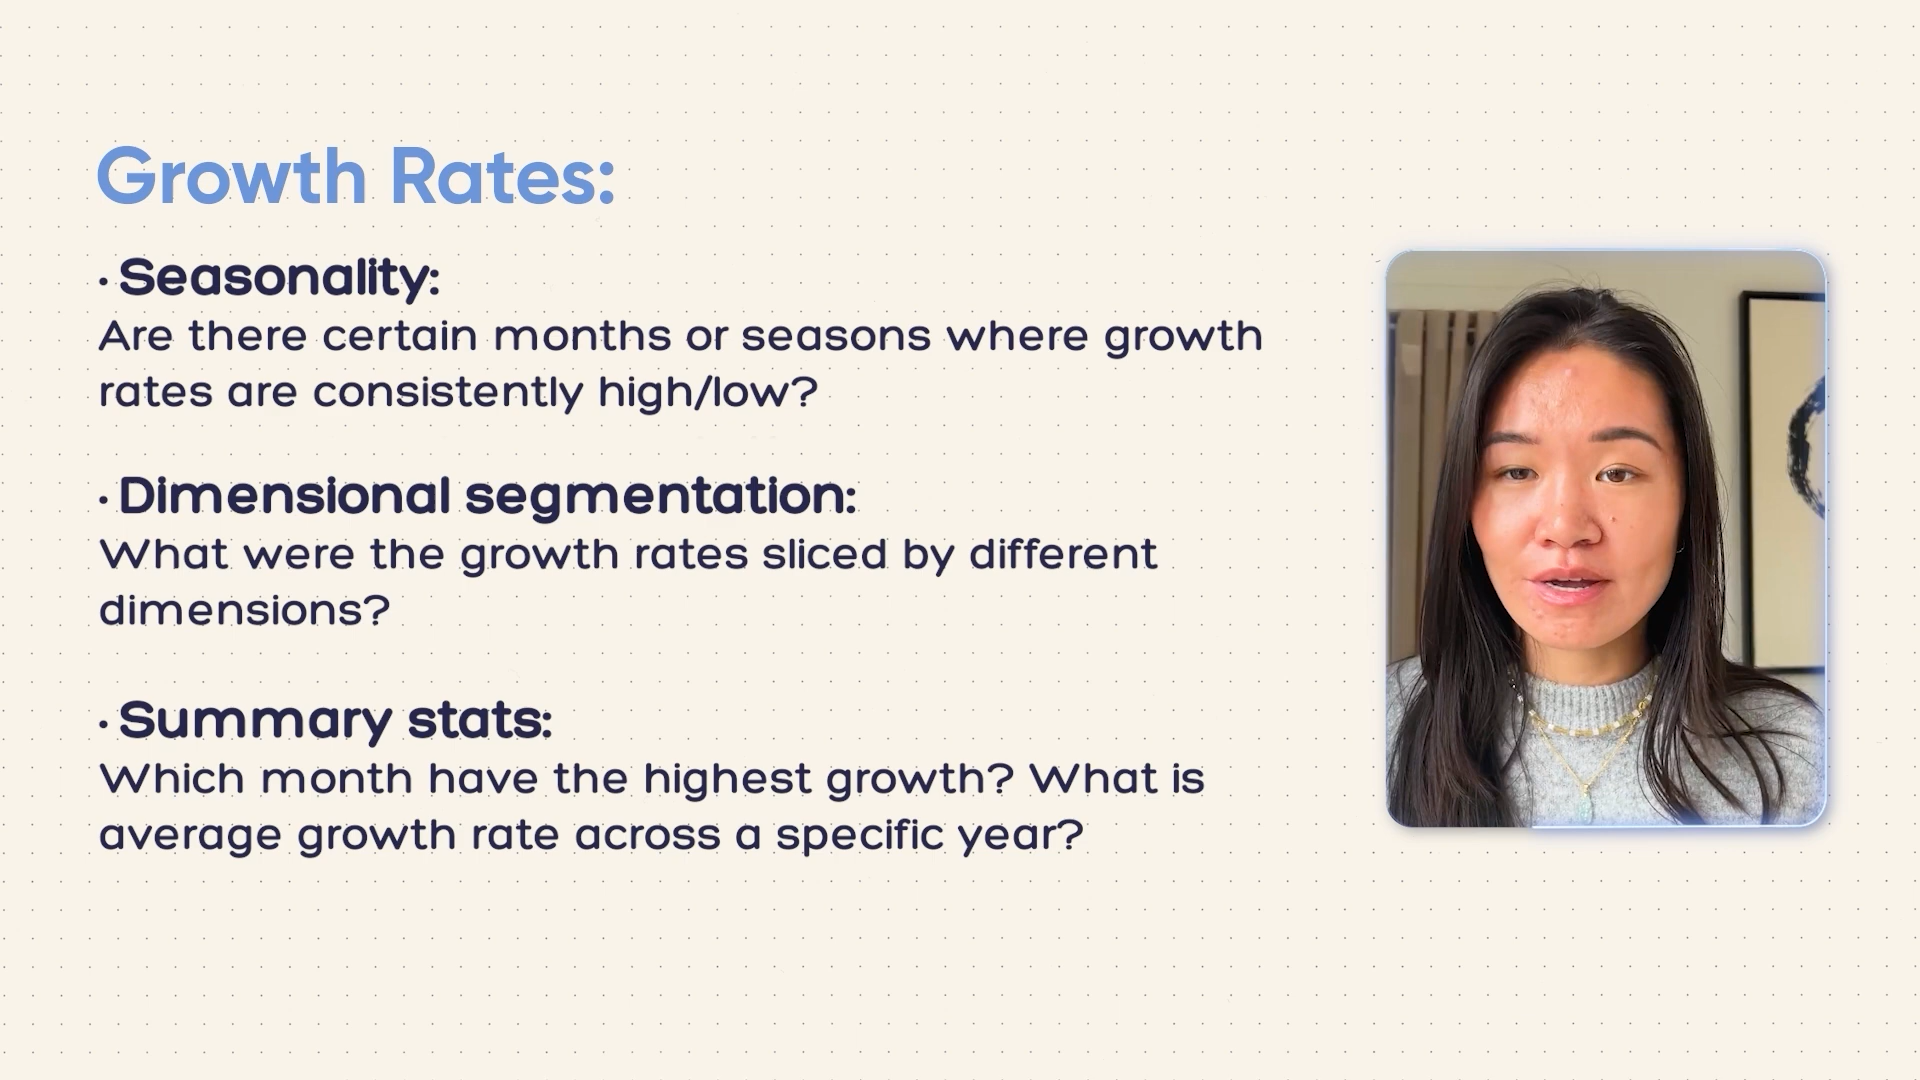 Growth Rates:
· Seasonality:
Are there certain months or seasons where growth
rates are consistently high/low?
· Dimensional segmentation:
What were the growth rates sliced by different
dimensions?
· Summary stats:
Which month have the highest growth? What is
average growth rate across a specific year?